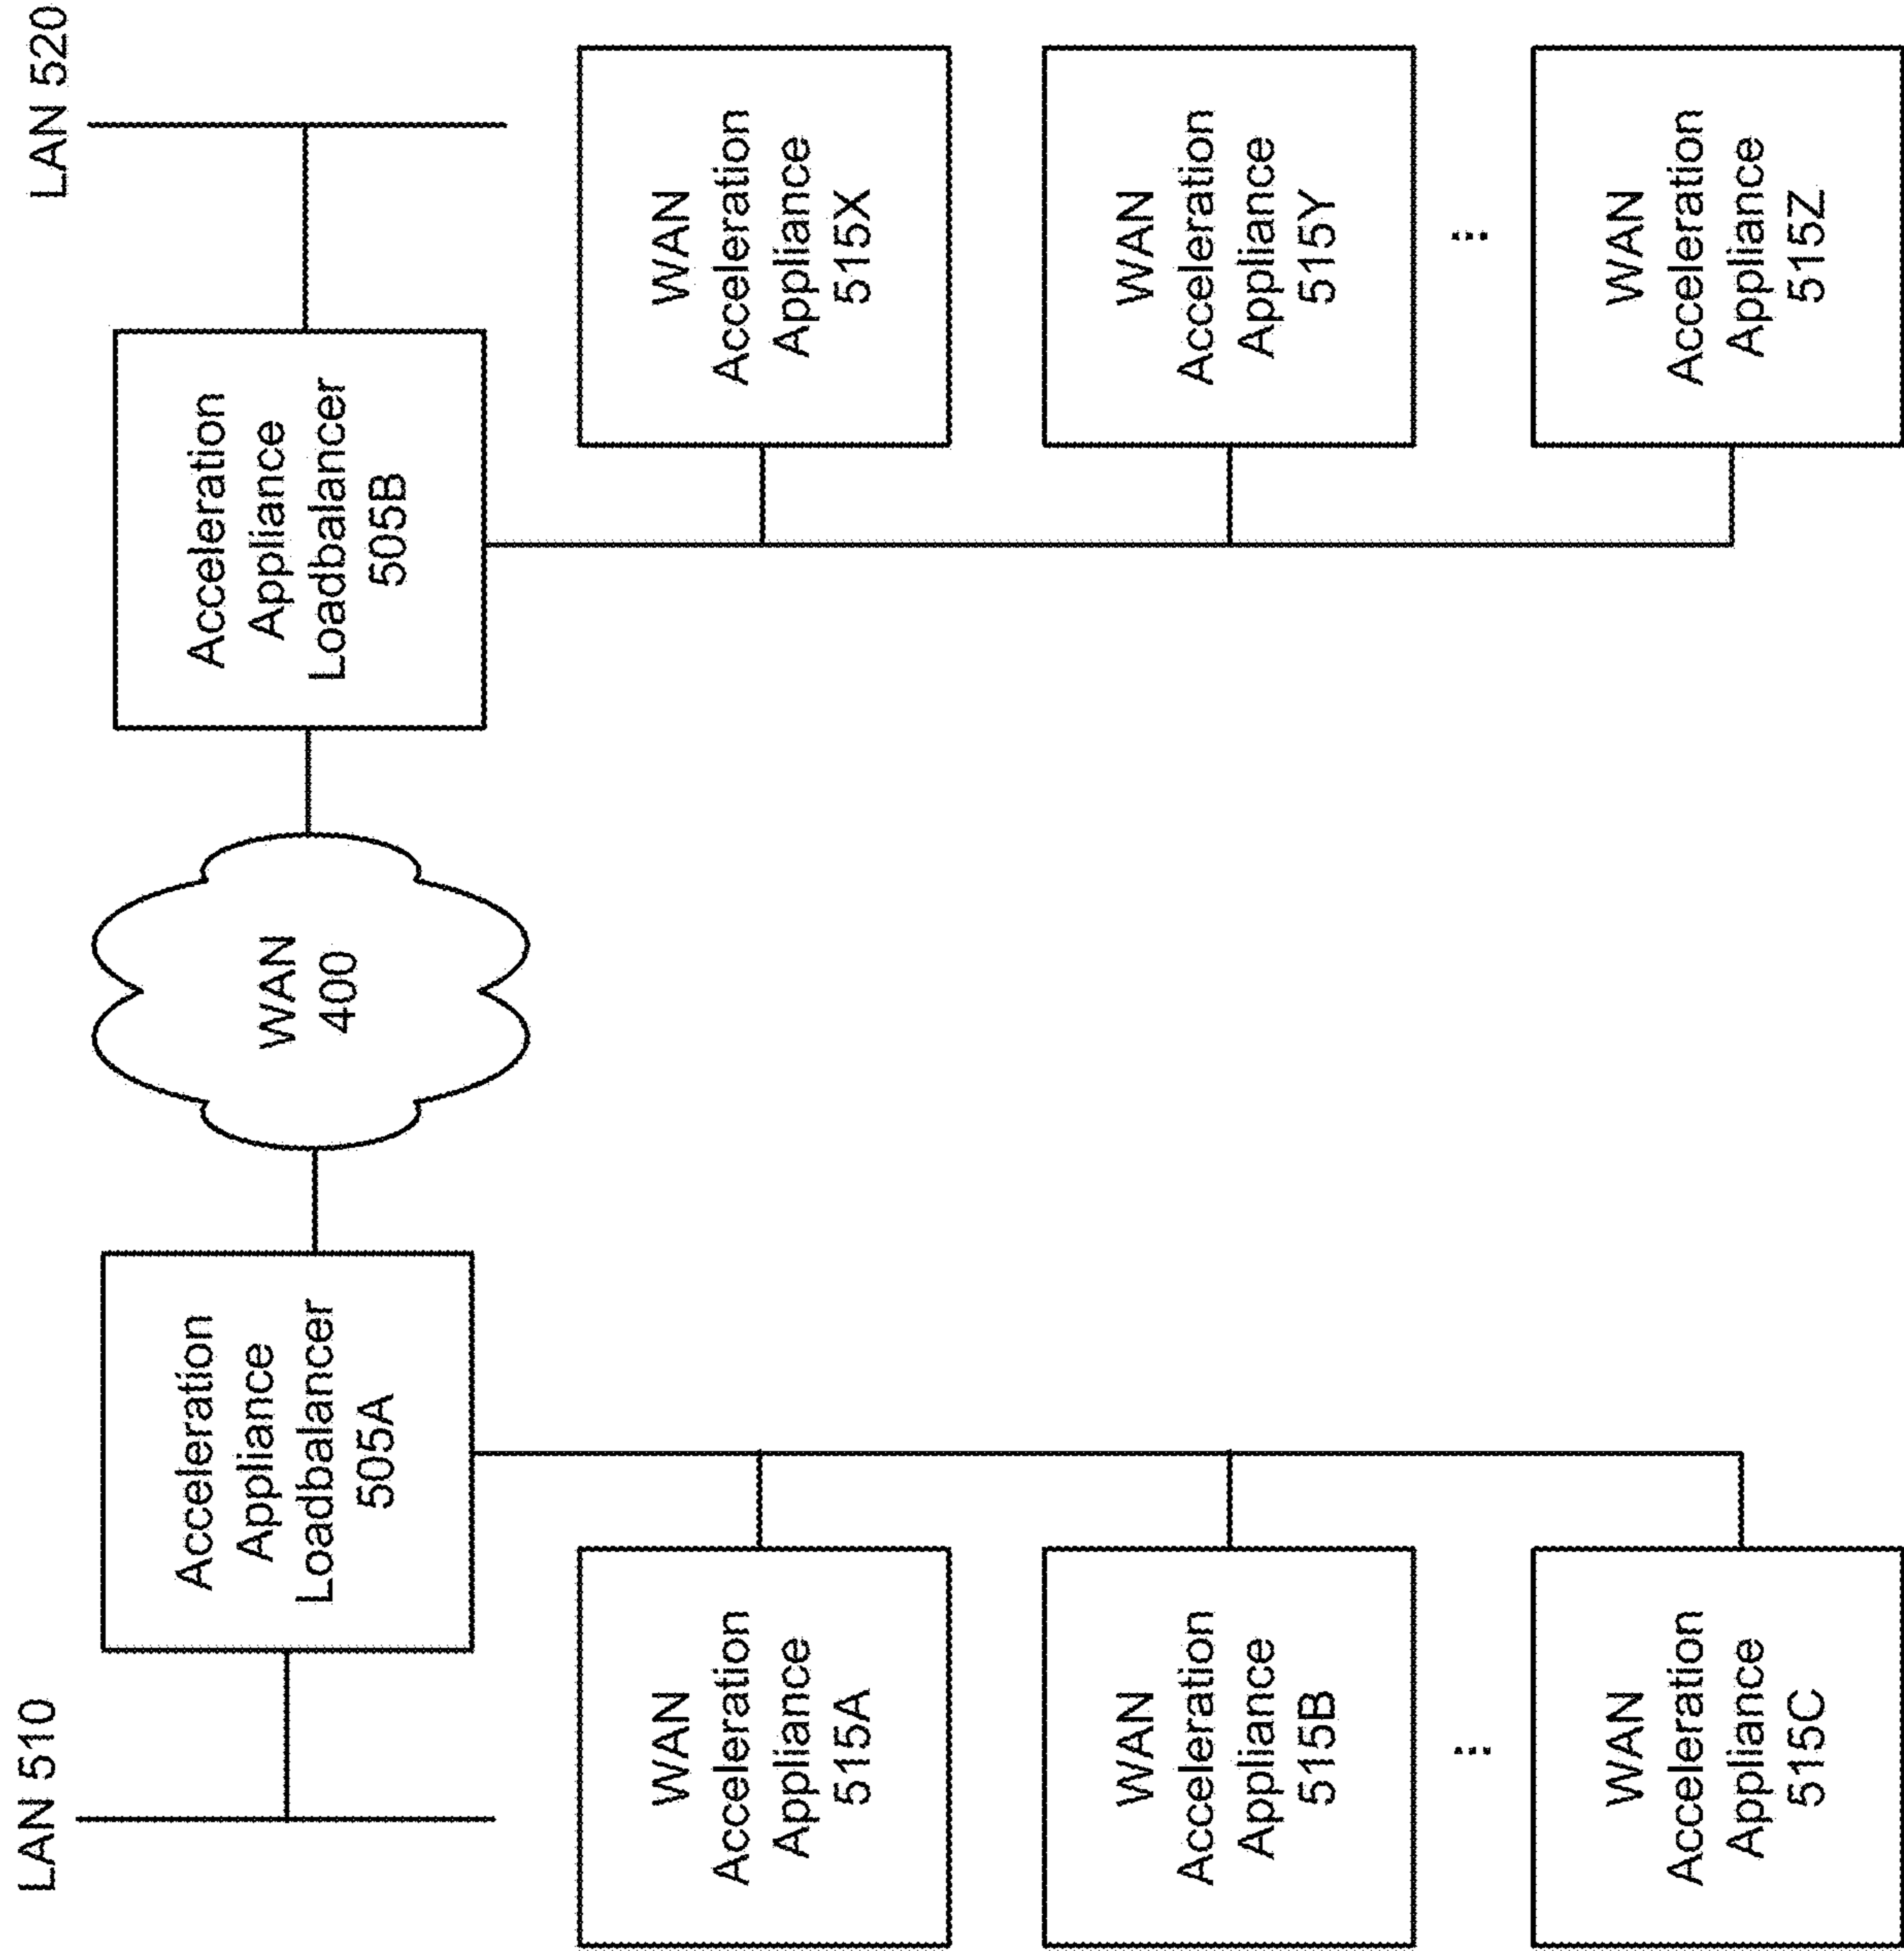 LAN 510
LAN 520
Acceleration
Appliance
Loadbalancer
505A
WAN
400
Acceleration
Appliance
Loadbalancer
505B
WAN
Acceleration
Appliance
515A
WAN
Acceleration
Appliance
515X
WAN
Acceleration
Appliance
515B
WAN
Acceleration
Appliance
515Y
...
...
WAN
Acceleration
Appliance
515C
WAN
Acceleration
Appliance
515Z